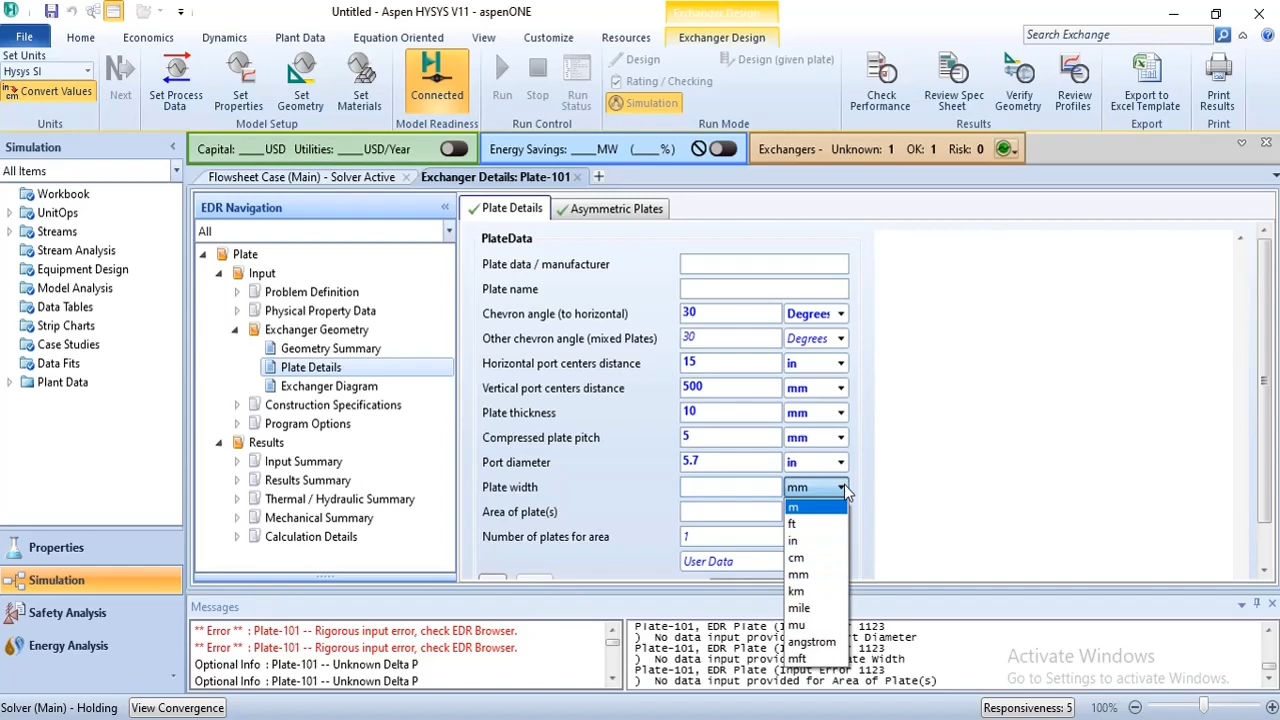 Untitled - Aspen HYSYS V11 - aspenONE
Exchanger Design
File Home Economics Dynamics Plant Data Equation Oriented View Customize Resources Exchanger Design
Search Exchange
Set Units
Hysys SI
Convert Values
Units
Next
Set Process Data
Set Properties
Set Geometry
Set Materials
Model Setup
Connected
Model Readiness
Run
Stop
Run Status
Run Control
Design
Design (given plate)
Rating / Checking
Simulation
Run Mode
Check Performance
Review Spec Sheet
Verify Geometry
Review Profiles
Results
Export to Excel Template
Export
Print Results
Print
Capital: ____USD Utilities: ____USD/Year
Energy Savings: ____MW (____%)
Exchangers - Unknown: 1 OK: 1 Risk: 0
Simulation
All Items
Workbook
UnitOps
Streams
Stream Analysis
Equipment Design
Model Analysis
Data Tables
Strip Charts
Case Studies
Data Fits
Plant Data
Properties
Simulation
Safety Analysis
Energy Analysis
Flowsheet Case (Main) - Solver Active
Exchanger Details: Plate-101
EDR Navigation
All
Plate
Input
Problem Definition
Physical Property Data
Exchanger Geometry
Geometry Summary
Plate Details
Exchanger Diagram
Construction Specifications
Program Options
Results
Input Summary
Results Summary
Thermal / Hydraulic Summary
Mechanical Summary
Calculation Details
Plate Details
Asymmetric Plates
PlateData
Plate data / manufacturer
Plate name
Chevron angle (to horizontal) 30 Degrees
Other chevron angle (mixed Plates) 30 Degrees
Horizontal port centers distance 15 in
Vertical port centers distance 500 mm
Plate thickness 10 mm
Compressed plate pitch 5 mm
Port diameter 5.7 in
Plate width mm
Area of plate(s)
Number of plates for area 1
User Data
m
ft
in
cm
mm
km
mile
mu
angstrom
mft
Messages
** Error ** : Plate-101 -- Rigorous input error, check EDR Browser.
** Error ** : Plate-101 -- Rigorous input error, check EDR Browser.
Optional Info : Plate-101 -- Unknown Delta P
Optional Info : Plate-101 -- Unknown Delta P
) No data input provi rt Diameter
Plate-101, EDR Plate (I Error 1123
) No data input provi te Width
Plate-101, EDR Plate (Input Error 1123
) No data input provided for Area of Plate(s)
Activate Windows
Go to Settings to activate Windows.
Solver (Main) - Holding
View Convergence
Responsiveness: 5
100%